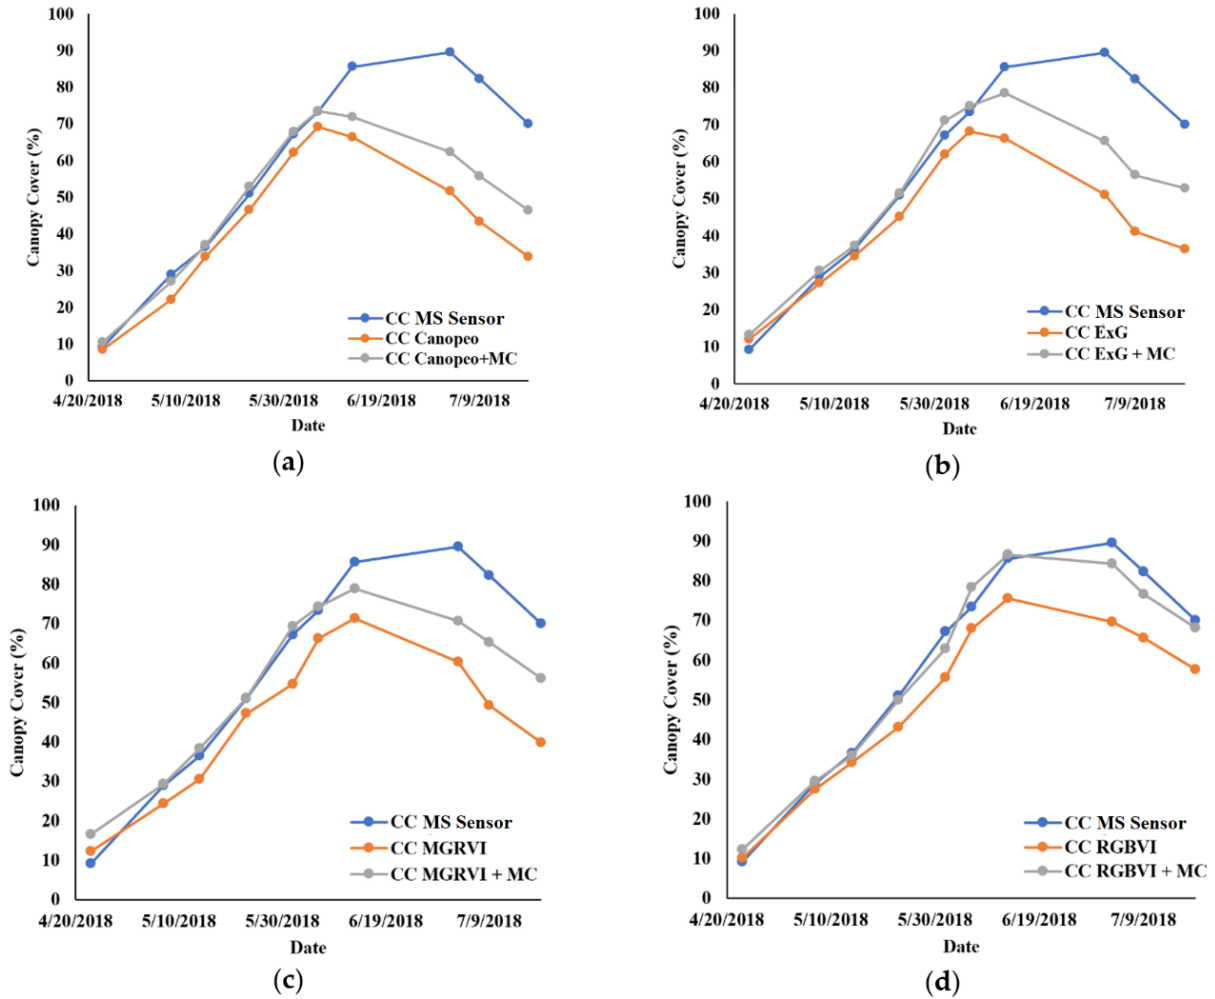 100
90
80
70
60
50
40
30
20
10
0
Canopy Cover (%)
CC MS Sensor
CC Canopeo
CC Canopeo+MC
4/20/2018 5/10/2018 5/30/2018 6/19/2018 7/9/2018
Date
(a)
100
90
80
70
60
50
40
30
20
10
0
Canopy Cover (%)
CC MS Sensor
CC ExG
CC ExG + MC
4/20/2018 5/10/2018 5/30/2018 6/19/2018 7/9/2018
Date
(b)
100
90
80
70
60
50
40
30
20
10
0
Canopy Cover (%)
CC MS Sensor
CC MGRVI
CC MGRVI + MC
4/20/2018 5/10/2018 5/30/2018 6/19/2018 7/9/2018
Date
(c)
100
90
80
70
60
50
40
30
20
10
0
Canopy Cover (%)
CC MS Sensor
CC RGBVI
CC RGBVI + MC
4/20/2018 5/10/2018 5/30/2018 6/19/2018 7/9/2018
Date
(d)